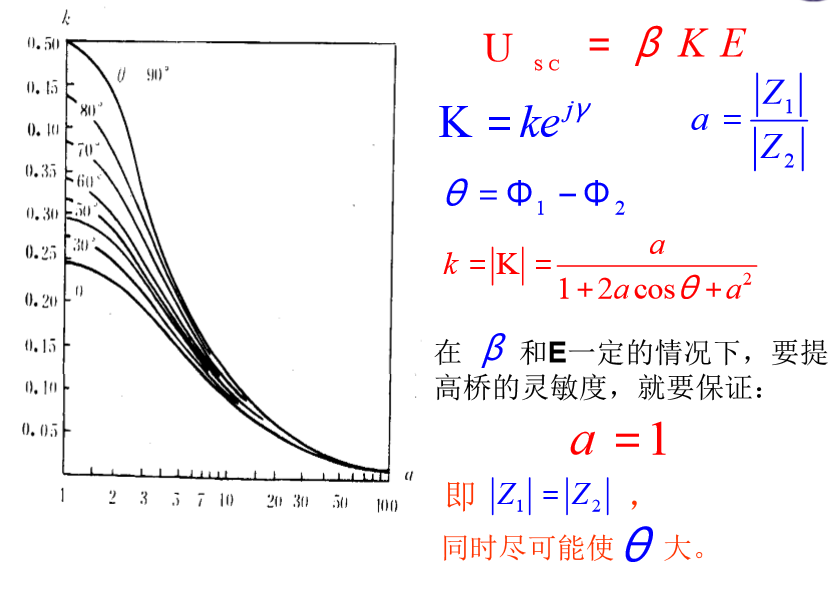 k
0.50
0.15
0.40
0.35
0.30
0.25
0.20
0.15
0.10
0.05
θ 90°
80°
70°
60°
50°
30°
0
1 2 3 5 7 10 20 30 50 100
a
U sc = β K E
K = ke^{jγ}
a = |Z₁| / |Z₂|
θ = Φ₁ − Φ₂
k = |K| = a / (1 + 2a cos θ + a²)
在 β 和E一定的情况下，要提
高桥的灵敏度，就要保证：
a = 1
即 |Z₁| = |Z₂| ，
同时尽可能使 θ 大。